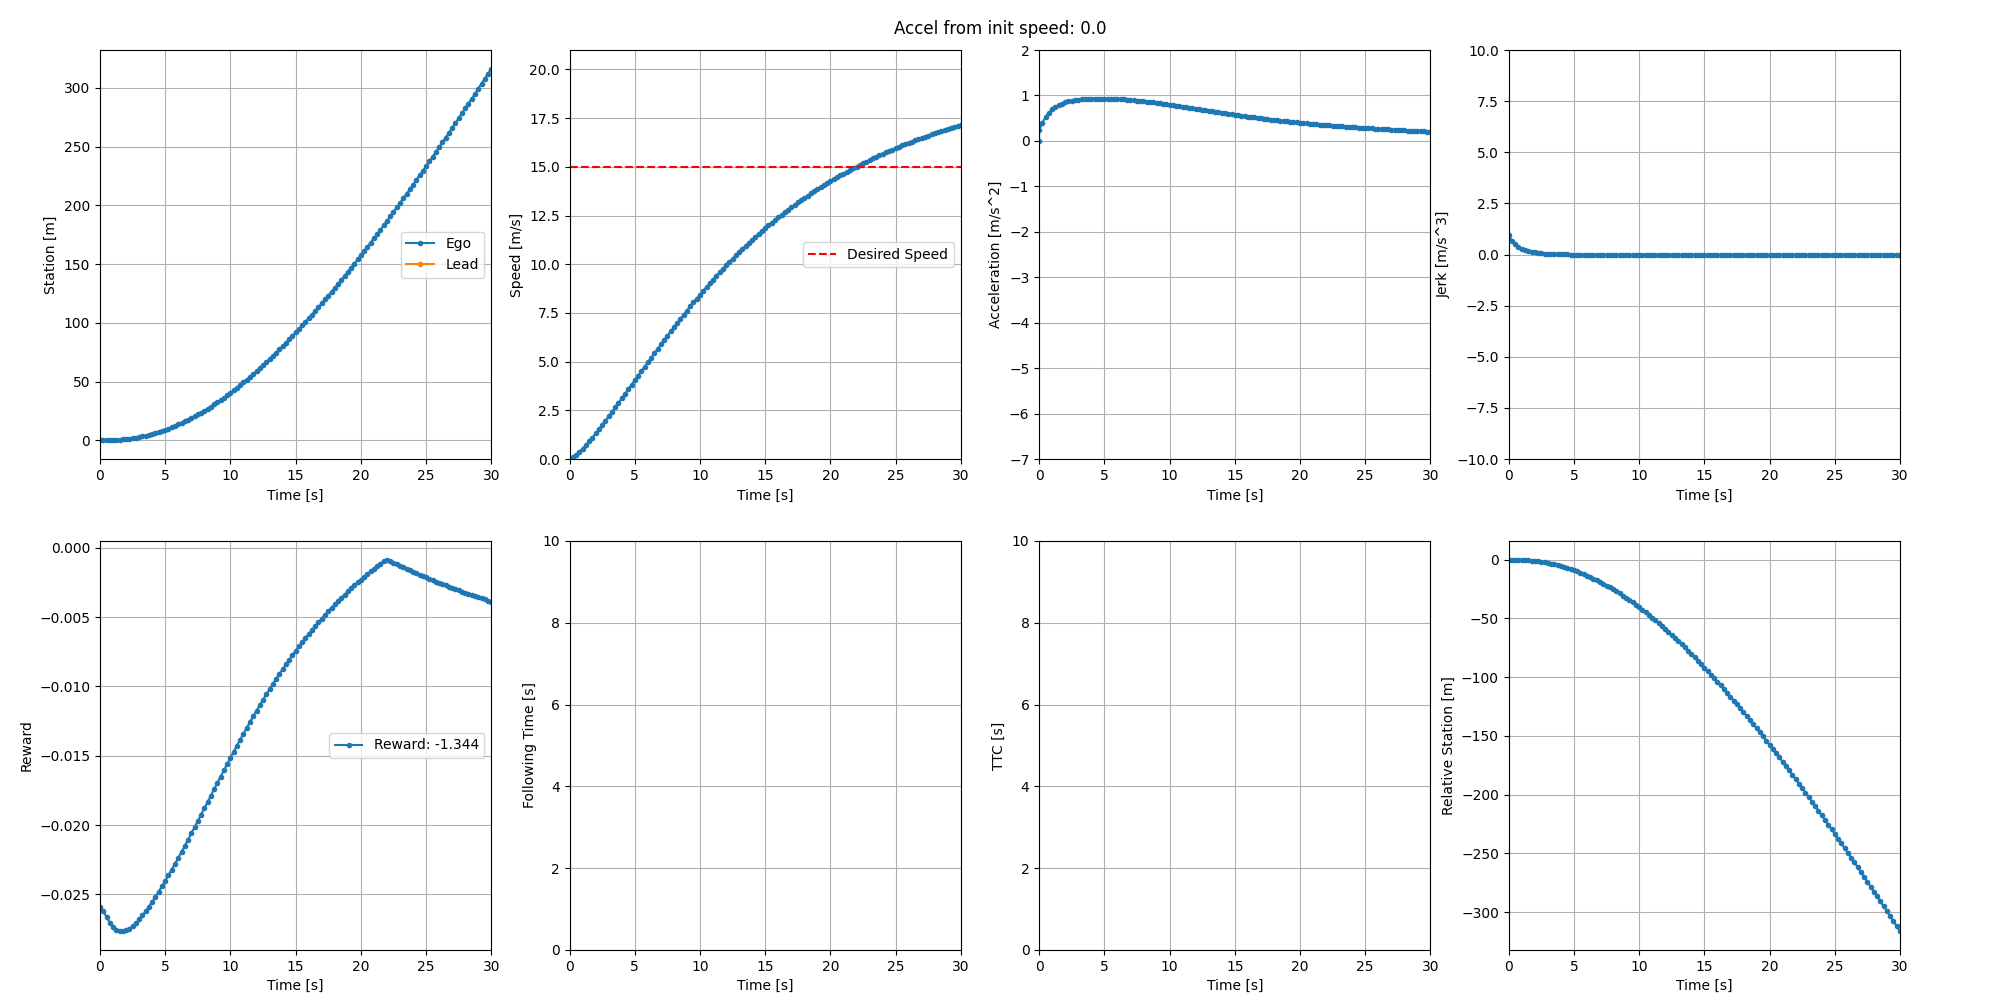 Accel from init speed: 0.0
Station [m]
300
250
200
150
100
50
0
Ego
Lead
0 5 10 15 20 25 30
Time [s]
Speed [m/s]
20.0
17.5
15.0
12.5
10.0
7.5
5.0
2.5
0.0
Desired Speed
0 5 10 15 20 25 30
Time [s]
Acceleration [m/s^2]
2
1
0
−1
−2
−3
−4
−5
−6
−7
0 5 10 15 20 25 30
Time [s]
Jerk [m/s^3]
10.0
7.5
5.0
2.5
0.0
−2.5
−5.0
−7.5
−10.0
0 5 10 15 20 25 30
Time [s]
Reward
0.000
−0.005
−0.010
−0.015
−0.020
−0.025
Reward: -1.344
0 5 10 15 20 25 30
Time [s]
Following Time [s]
10
8
6
4
2
0
0 5 10 15 20 25 30
Time [s]
TTC [s]
10
8
6
4
2
0
0 5 10 15 20 25 30
Time [s]
Relative Station [m]
0
−50
−100
−150
−200
−250
−300
0 5 10 15 20 25 30
Time [s]